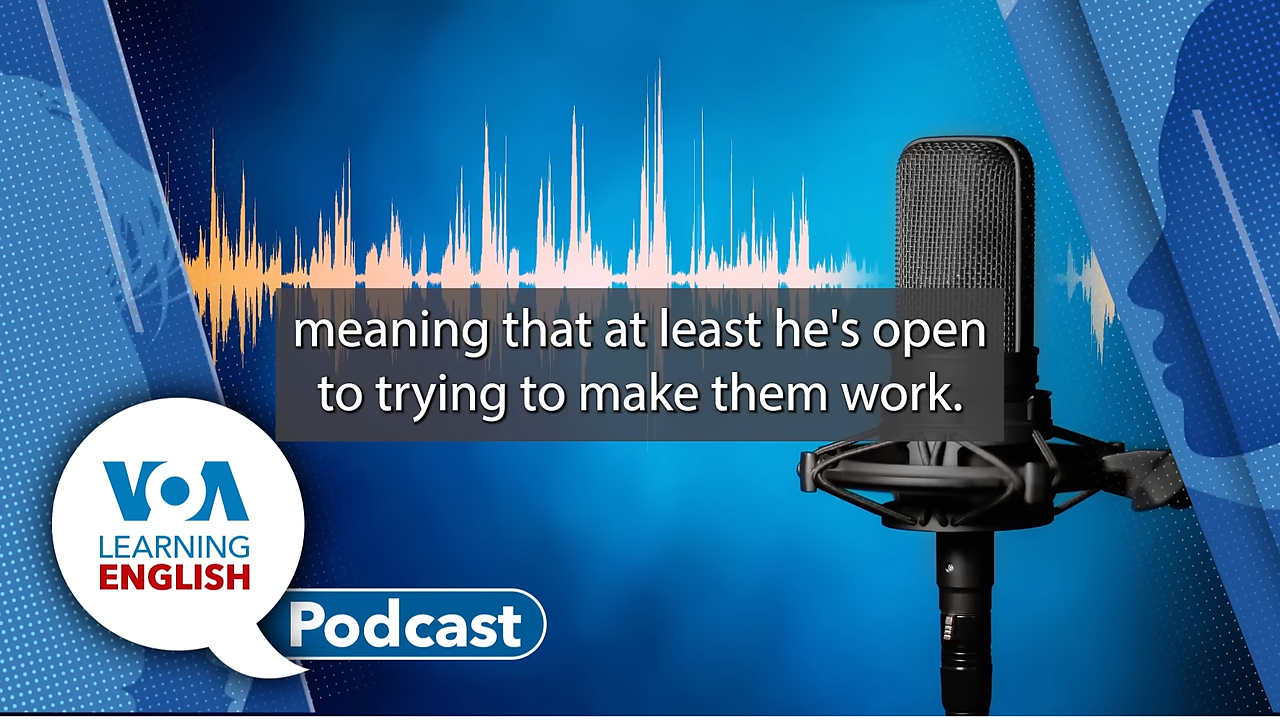 meaning that at least he's open
to trying to make them work.
VOA
LEARNING
ENGLISH
Podcast